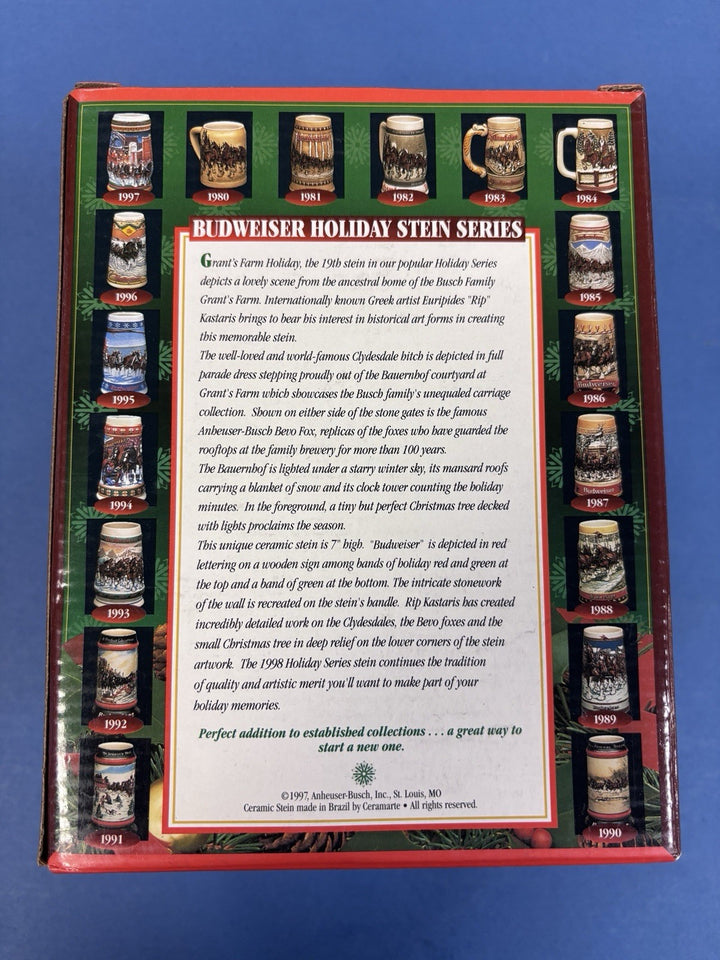 1997
1980
1981
1982
1983
1984
BUDWEISER HOLIDAY STEIN SERIES
1996
1995
1994
1993
1992
1991
1985
1986
1987
1988
1989
1990
Budweiser
Grant's Farm Holiday, the 19th stein in our popular Holiday Series
depicts a lovely scene from the ancestral home of the Busch Family
Grant's Farm. Internationally known Greek artist Euripides "Rip"
Kastaris brings to bear his interest in historical art forms in creating
this memorable stein.
The well-loved and world-famous Clydesdale hitch is depicted in full
parade dress stepping proudly out of the Bauernhof courtyard at
Grant's Farm which showcases the Busch family's unequaled carriage
collection. Shown on either side of the stone gates is the famous
Anheuser-Busch Bevo Fox, replicas of the foxes who have guarded the
rooftops at the family brewery for more than 100 years.
The Bauernhof is lighted under a starry winter sky, its mansard roofs
carrying a blanket of snow and its clock tower counting the holiday
minutes. In the foreground, a tiny but perfect Christmas tree decked
with lights proclaims the season.
This unique ceramic stein is 7" high. "Budweiser" is depicted in red
lettering on a wooden sign among bands of holiday red and green at
the top and a band of green at the bottom. The intricate stonework
of the wall is recreated on the stein's handle. Rip Kastaris has created
incredibly detailed work on the Clydesdales, the Bevo foxes and the
small Christmas tree in deep relief on the lower corners of the stein
artwork. The 1998 Holiday Series stein continues the tradition
of quality and artistic merit you'll want to make part of your
holiday memories.
Perfect addition to established collections . . . a great way to
start a new one.
©1997, Anheuser-Busch, Inc., St. Louis, MO
Ceramic Stein made in Brazil by Ceramarte • All rights reserved.